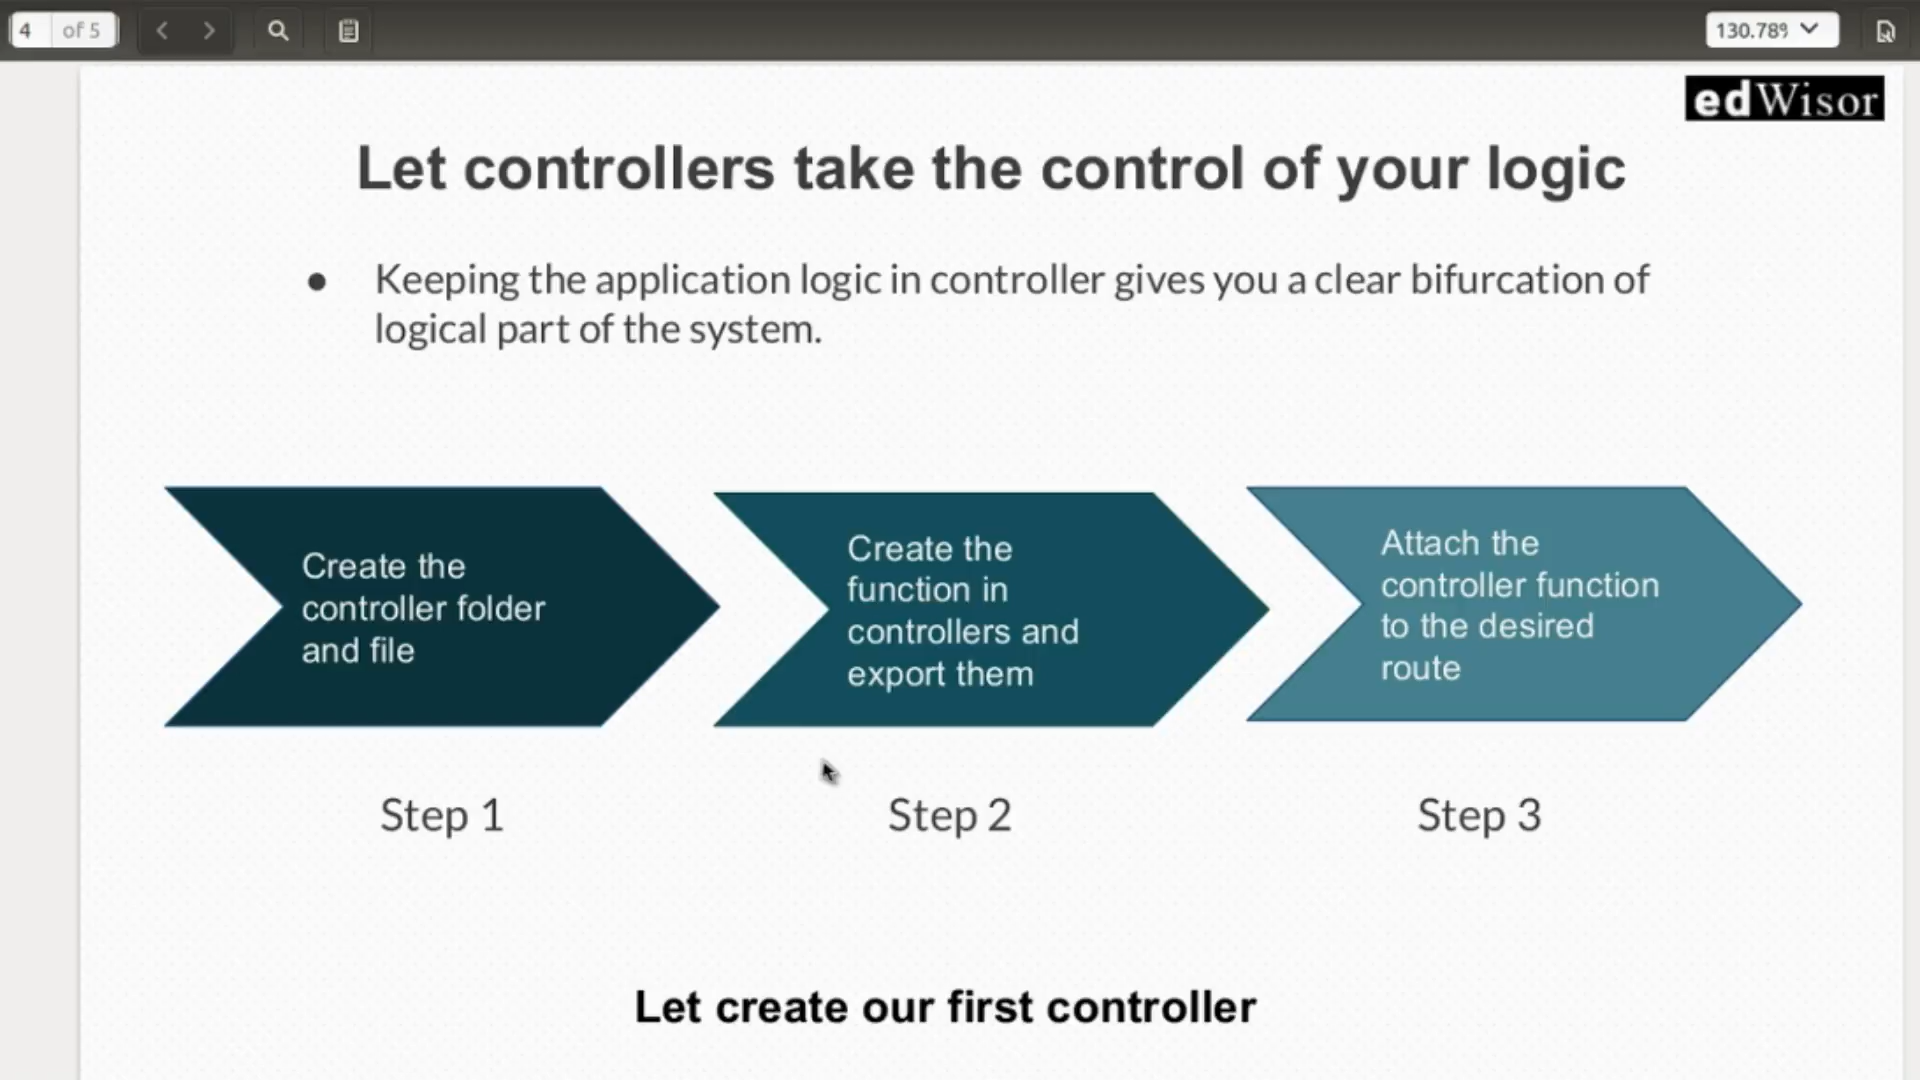 4 of 5
130.78%
edWisor
Let controllers take the control of your logic
● Keeping the application logic in controller gives you a clear bifurcation of
logical part of the system.
Create the
controller folder
and file
Create the
function in
controllers and
export them
Attach the
controller function
to the desired
route
Step 1
Step 2
Step 3
Let create our first controller